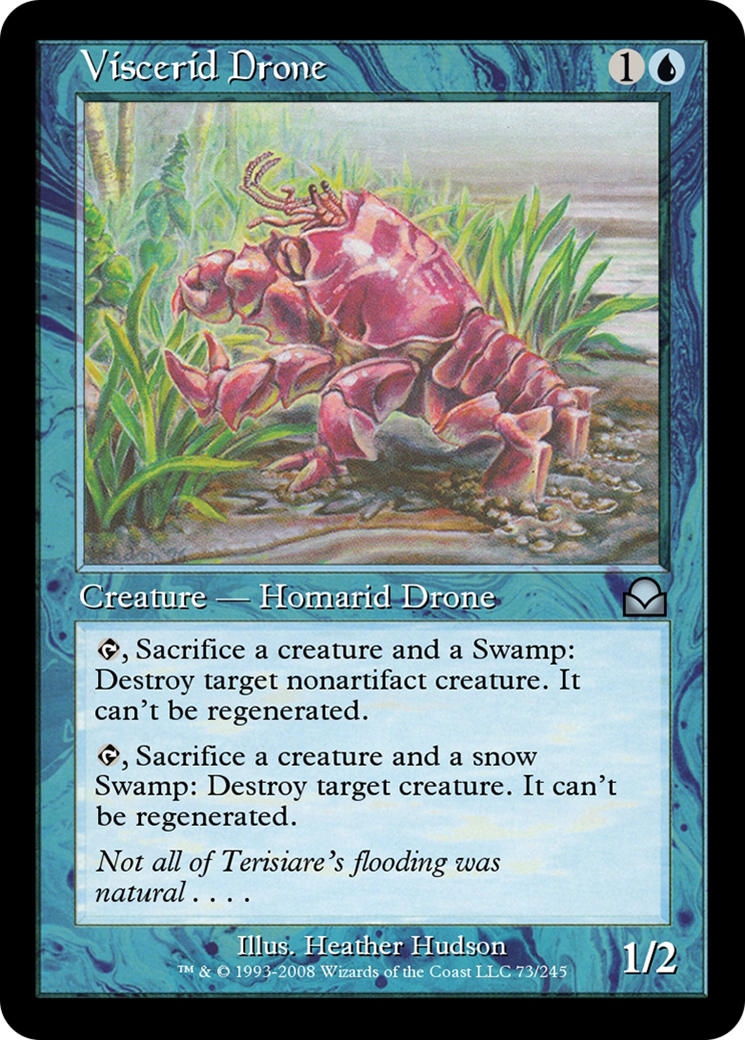 Viscerid Drone 1
Creature — Homarid Drone
, Sacrifice a creature and a Swamp:
Destroy target nonartifact creature. It
can't be regenerated.
, Sacrifice a creature and a snow
Swamp: Destroy target creature. It can't
be regenerated.
Not all of Terisiare's flooding was
natural . . . .
Illus. Heather Hudson
™ & © 1993-2008 Wizards of the Coast LLC 73/245
1/2